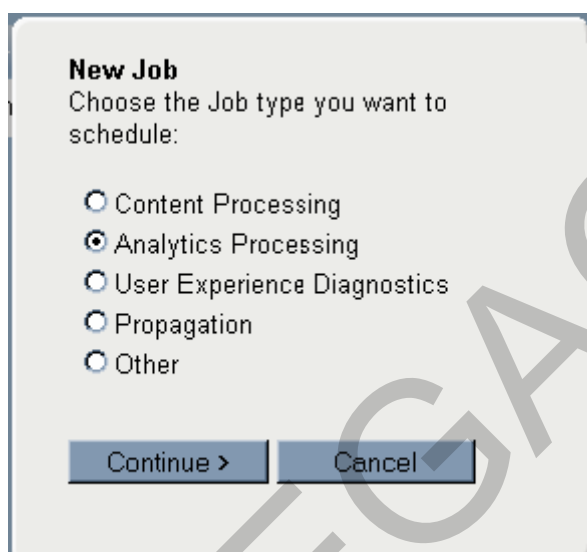 New Job
Choose the Job type you want to
schedule:
Content Processing
Analytics Processing
User Experience Diagnostics
Propagation
Other
Continue >
Cancel